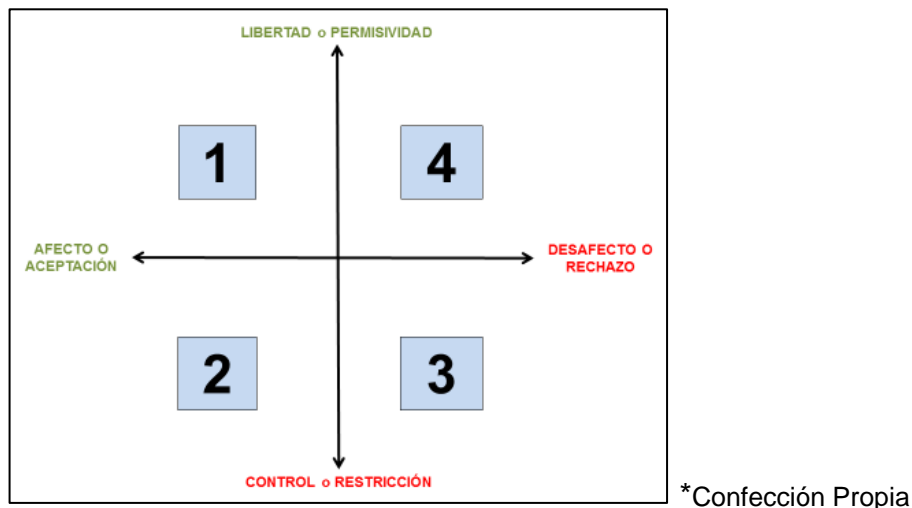 LIBERTAD o PERMISIVIDAD
1
4
AFECTO O
ACEPTACIÓN
DESAFECTO O
RECHAZO
2
3
CONTROL o RESTRICCIÓN
*Confección Propia